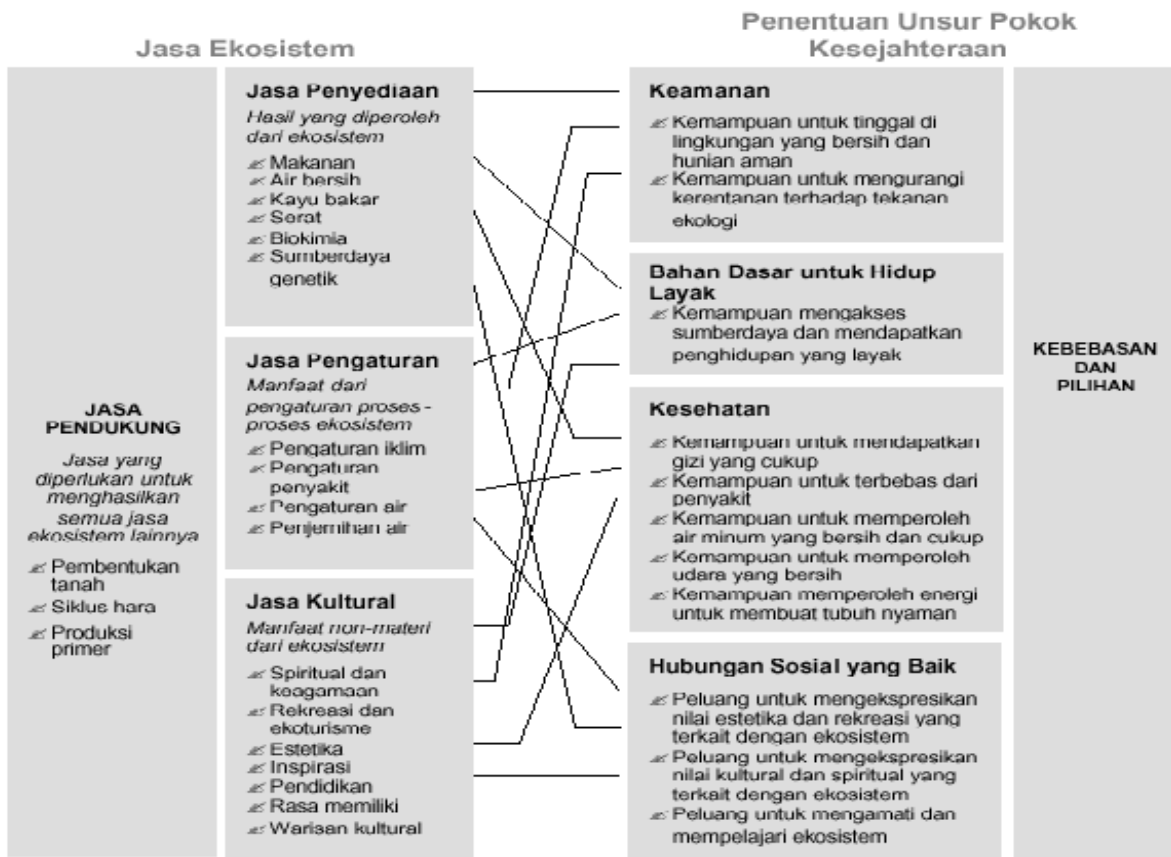 Jasa Ekosistem
Penentuan Unsur Pokok
Kesejahteraan
JASA
PENDUKUNG
Jasa yang
diperlukan untuk
menghasilkan
semua jasa
ekosistem lainnya
Pembentukan
tanah
Siklus hara
Produksi
primer
Jasa Penyediaan
Hasil yang diperoleh
dari ekosistem
Makanan
Air bersih
Kayu bakar
Serat
Biokimia
Sumberdaya
genetik
Jasa Pengaturan
Manfaat dari
pengaturan proses -
proses ekosistem
Pengaturan iklim
Pengaturan
penyakit
Pengaturan air
Penjernihan air
Jasa Kultural
Manfaat non-materi
dari ekosistem
Spiritual dan
keagamaan
Rekreasi dan
ekoturisme
Estetika
Inspirasi
Pendidikan
Rasa memiliki
Warisan kultural
Keamanan
Kemampuan untuk tinggal di
lingkungan yang bersih dan
hunian aman
Kemampuan untuk mengurangi
kerentanan terhadap tekanan
ekologi
Bahan Dasar untuk Hidup
Layak
Kemampuan mengakses
sumberdaya dan mendapatkan
penghidupan yang layak
Kesehatan
Kemampuan untuk mendapatkan
gizi yang cukup
Kemampuan untuk terbebas dari
penyakit
Kemampuan untuk memperoleh
air minum yang bersih dan cukup
Kemampuan untuk memperoleh
udara yang bersih
Kemampuan memperoleh energi
untuk membuat tubuh nyaman
Hubungan Sosial yang Baik
Peluang untuk mengekspresikan
nilai estetika dan rekreasi yang
terkait dengan ekosistem
Peluang untuk mengekspresikan
nilai kultural dan spiritual yang
terkait dengan ekosistem
Peluang untuk mengamati dan
mempelajari ekosistem
KEBEBASAN
DAN
PILIHAN